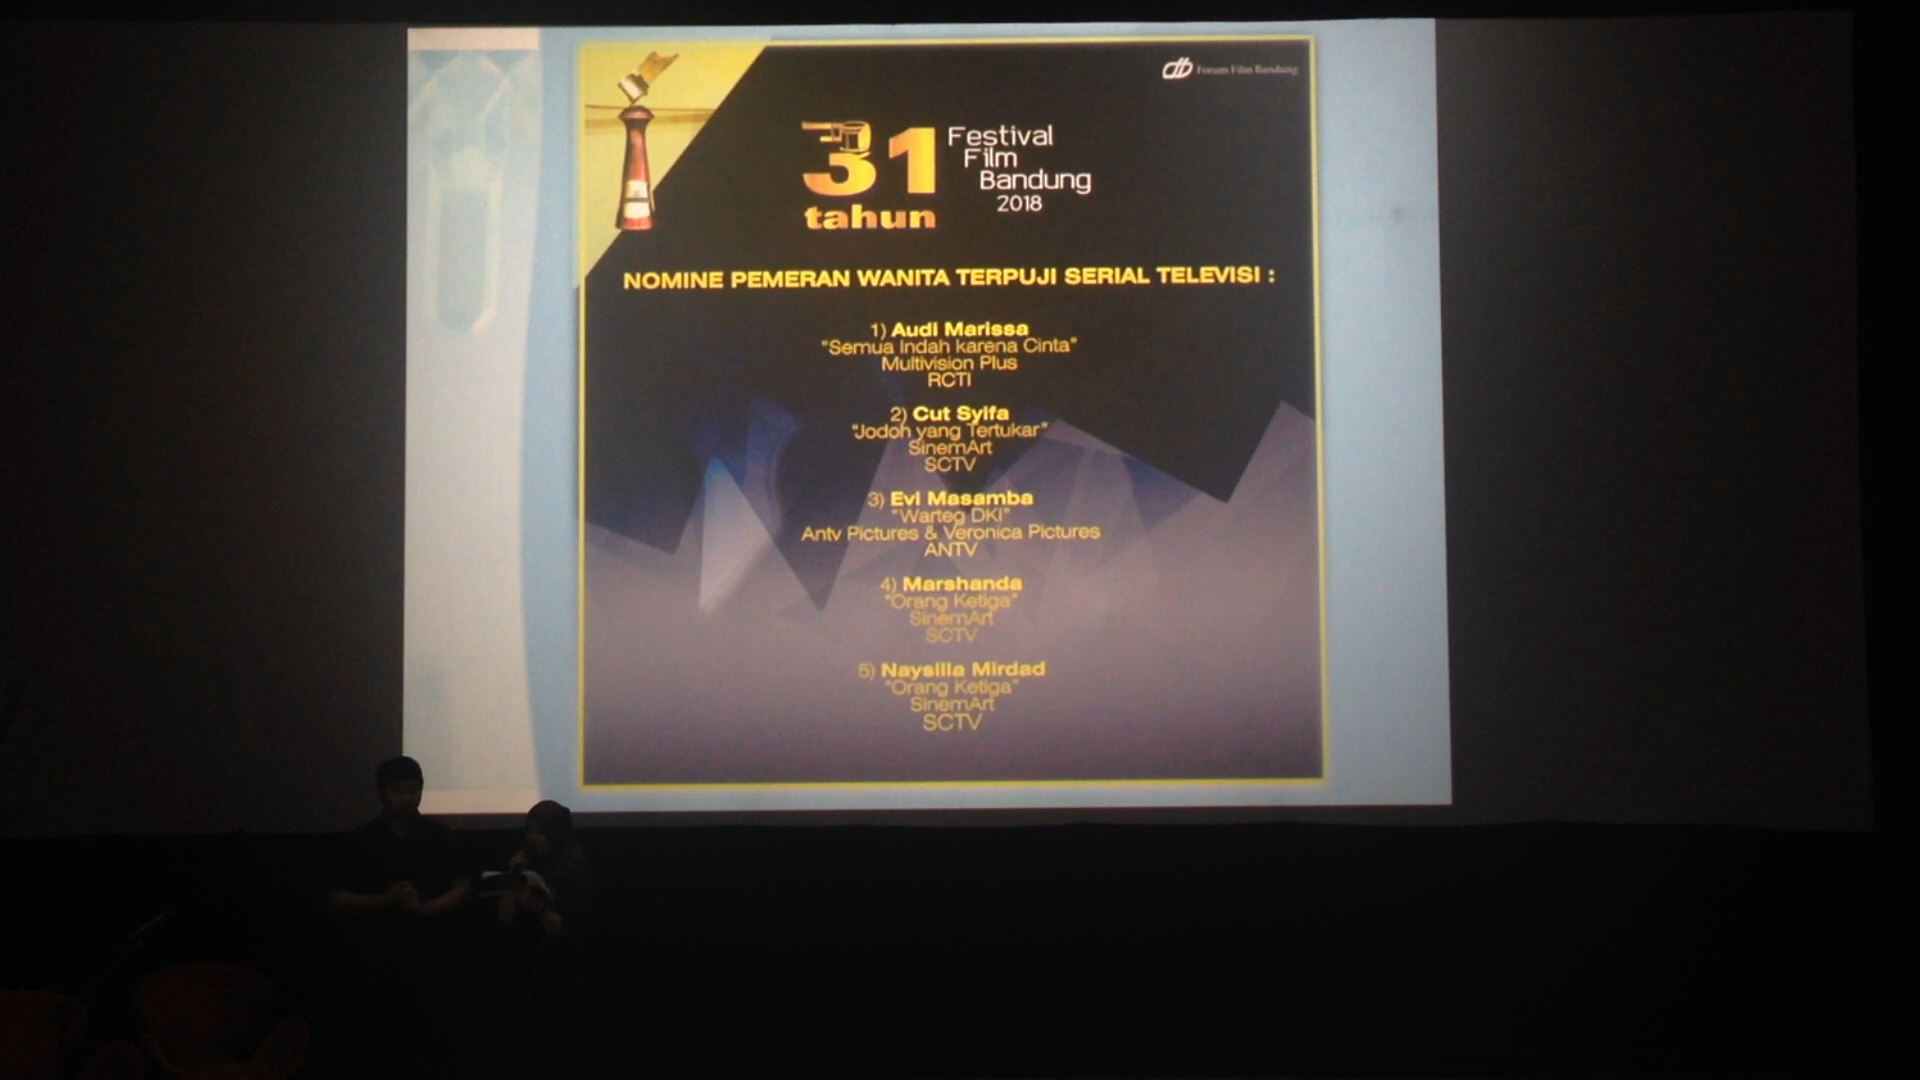 Forum Film Bandung
31 tahun
Festival
Film
Bandung
2018
NOMINE PEMERAN WANITA TERPUJI SERIAL TELEVISI :
1) Audi Marissa
"Semua Indah karena Cinta"
Multivision Plus
RCTI
2) Cut Syifa
"Jodoh yang Tertukar"
SinemArt
SCTV
3) Evi Masamba
"Warteg DKI"
Antv Pictures & Veronica Pictures
ANTV
4) Marshanda
"Orang Ketiga"
SinemArt
SCTV
5) Naysilla Mirdad
"Orang Ketiga"
SinemArt
SCTV